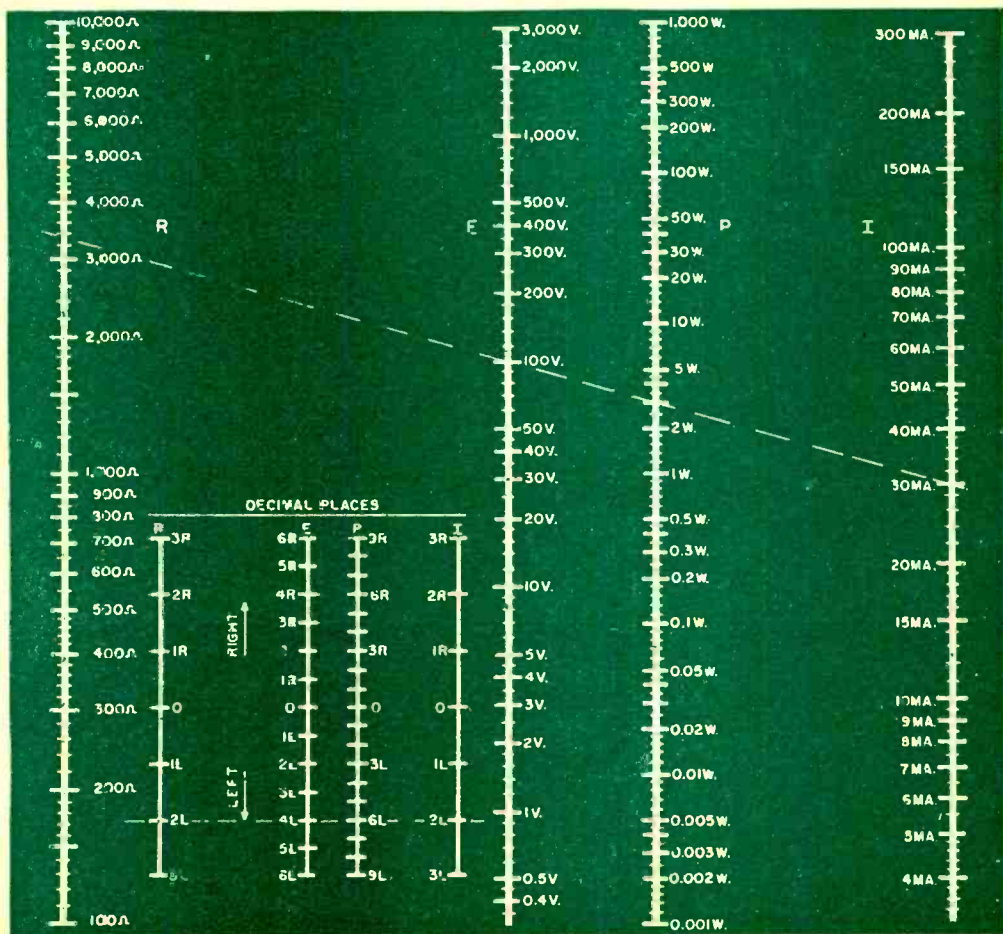 R
10,000Ω
9,000Ω
8,000Ω
7,000Ω
6,000Ω
5,000Ω
4,000Ω
3,000Ω
2,000Ω
1,000Ω
900Ω
800Ω
700Ω
600Ω
500Ω
400Ω
300Ω
200Ω
100Ω
E
3,000V.
2,000V.
1,000V.
500V.
400V.
300V.
200V.
100V.
50V.
40V.
30V.
20V.
10V.
5V.
4V.
3V.
2V.
1V.
0.5V
0.4V.
P
1,000W.
500W
300W.
200W.
100W.
50W.
30W.
20W.
10W.
5W.
2W.
1W.
0.5W.
0.3W.
0.2W.
0.1W.
0.05W.
0.02W.
0.01W.
0.005W.
0.003W.
0.002W.
0.001W.
I
300MA.
200MA
150MA
100MA
90MA
80MA.
70MA.
60MA.
50MA.
40MA.
30MA.
20MA.
15MA.
10MA.
9MA.
8MA.
7MA.
6MA.
5MA.
4MA.
DECIMAL PLACES
R
3R
2R
1R
0
1L
2L
RIGHT
LEFT
E
6R
5R
4R
3R
1R
0
1L
2L
3L
4L
5L
6L
P
9R
6R
3R
0
3L
6L
9L
I
3R
2R
1R
0
1L
2L
3L